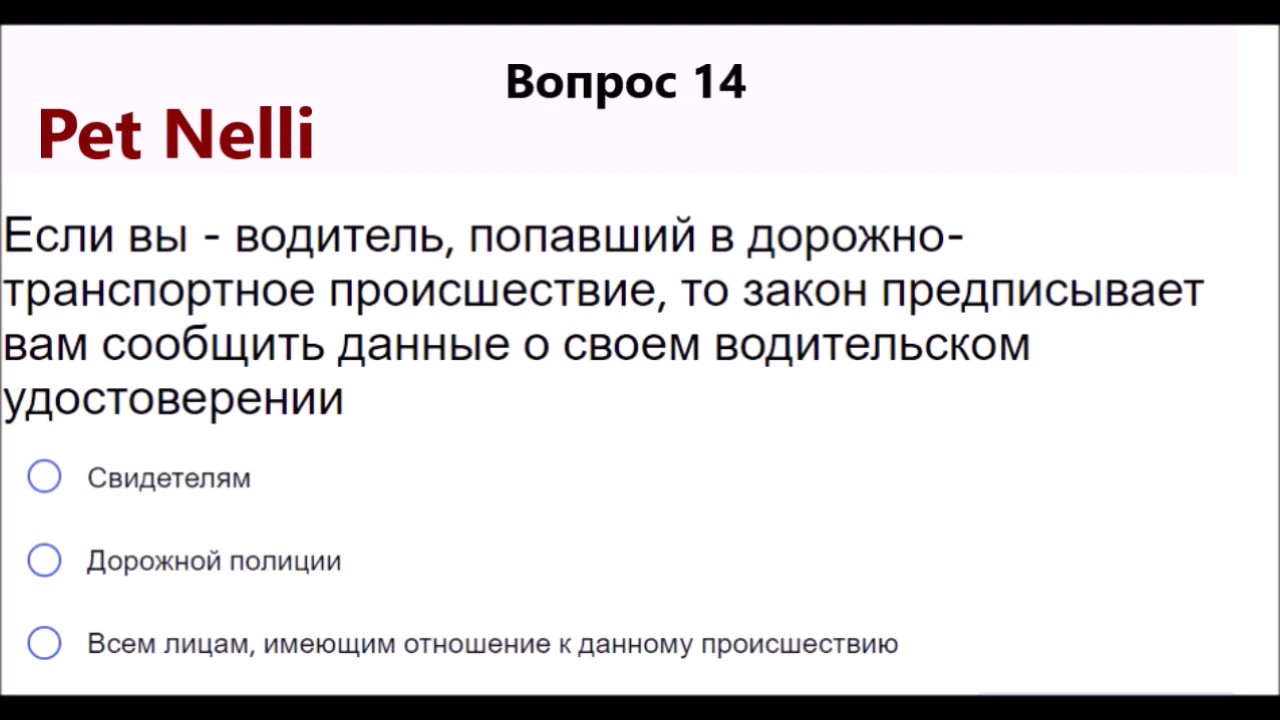 Вопрос 14
Pet Nelli
Если вы - водитель, попавший в дорожно-
транспортное происшествие, то закон предписывает
вам сообщить данные о своем водительском
удостоверении
Свидетелям
Дорожной полиции
Всем лицам, имеющим отношение к данному происшествию